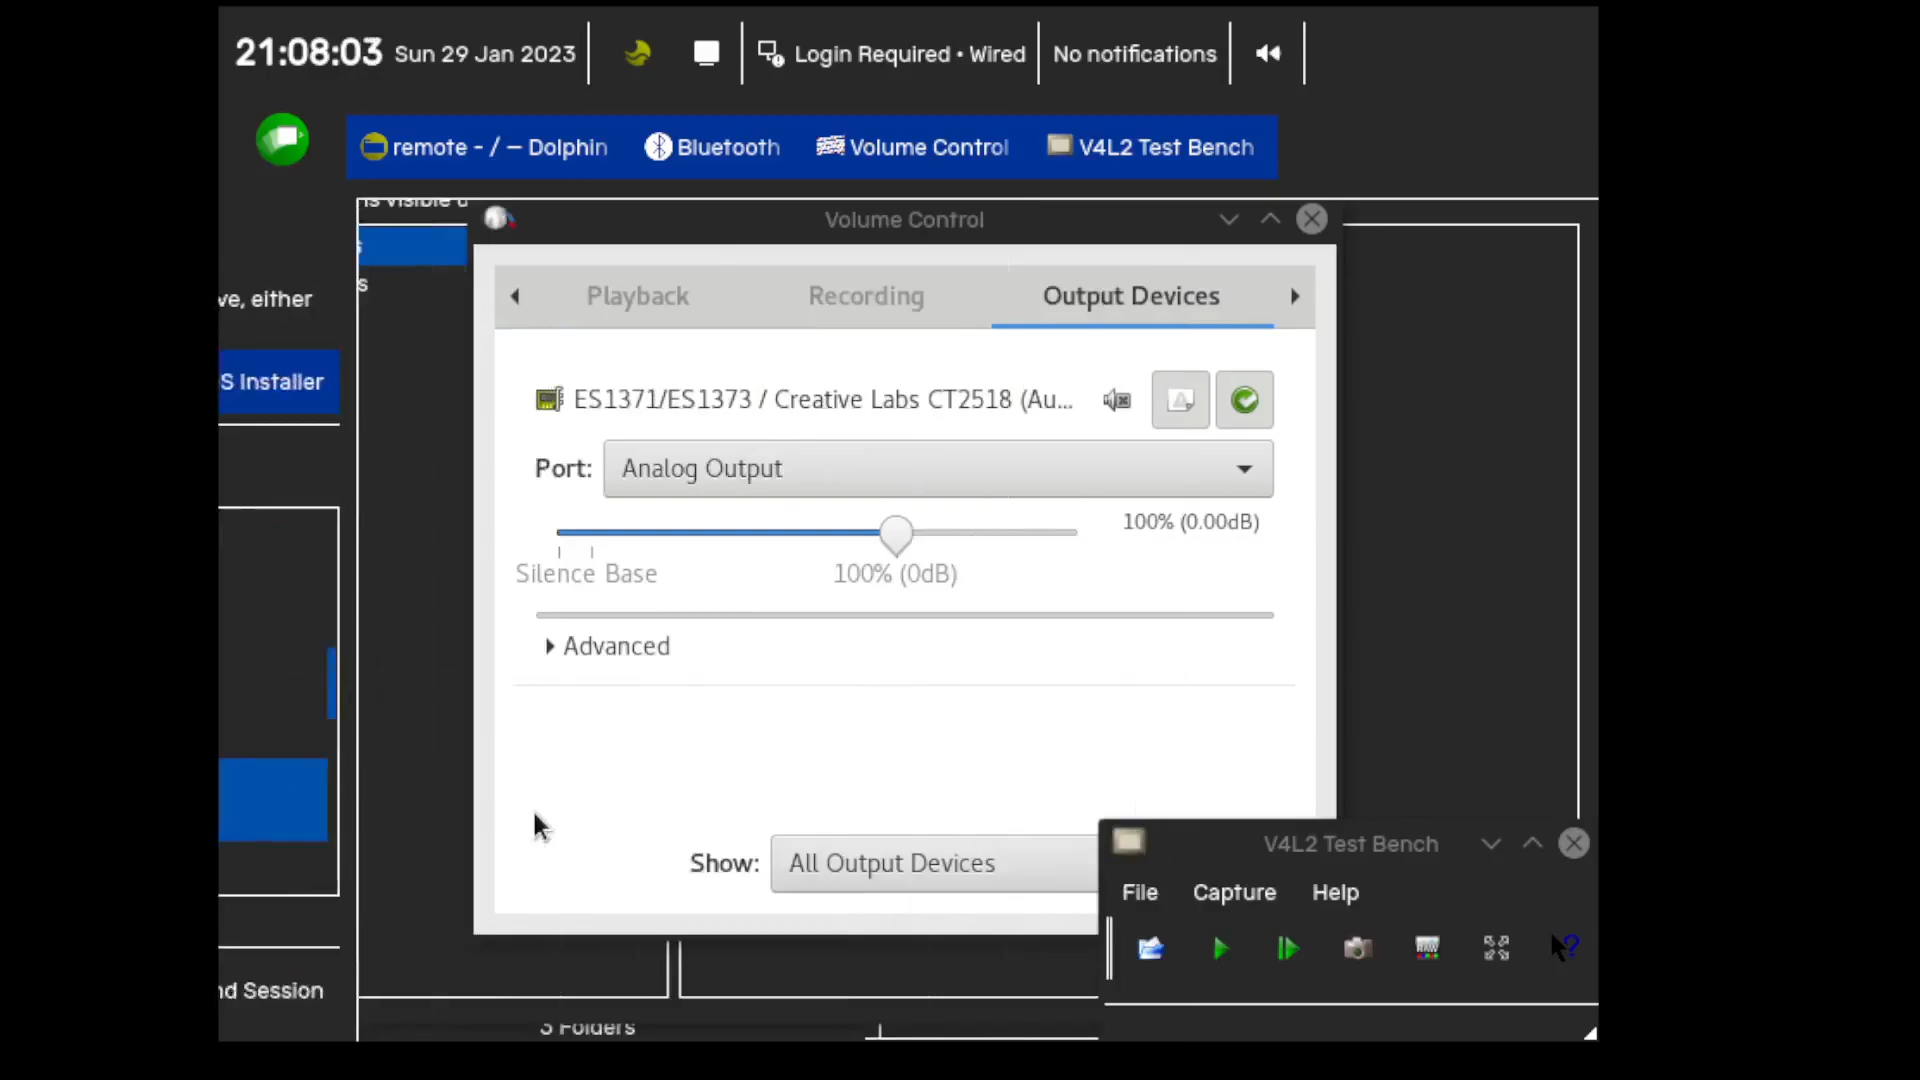 21:08:03 Sun 29 Jan 2023 Login Required • Wired No notifications
remote - / — Dolphin Bluetooth Volume Control V4L2 Test Bench
Volume Control
s
ve, either
Playback Recording Output Devices
S Installer
ES1371/ES1373 / Creative Labs CT2518 (Au...
Port: Analog Output
100% (0.00dB)
Silence Base 100% (0dB)
Advanced
Show: All Output Devices
V4L2 Test Bench
File Capture Help
nd Session
3 Folders